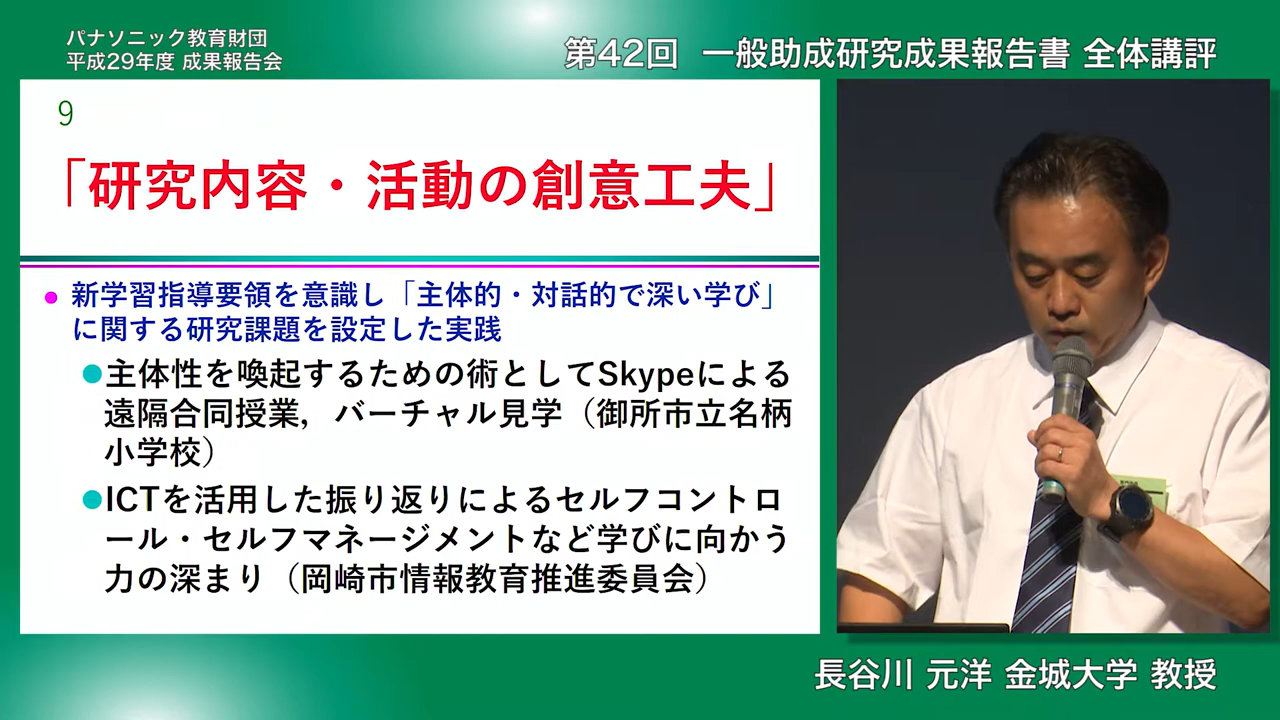 パナソニック教育財団
平成29年度 成果報告会
第42回 一般助成研究成果報告書 全体講評
9
「研究内容・活動の創意工夫」
● 新学習指導要領を意識し「主体的・対話的で深い学び」
に関する研究課題を設定した実践
●主体性を喚起するための術としてSkypeによる
遠隔合同授業，バーチャル見学（御所市立名柄
小学校）
●ICTを活用した振り返りによるセルフコントロ
ール・セルフマネージメントなど学びに向かう
力の深まり（岡崎市情報教育推進委員会）
長谷川 元洋 金城大学 教授